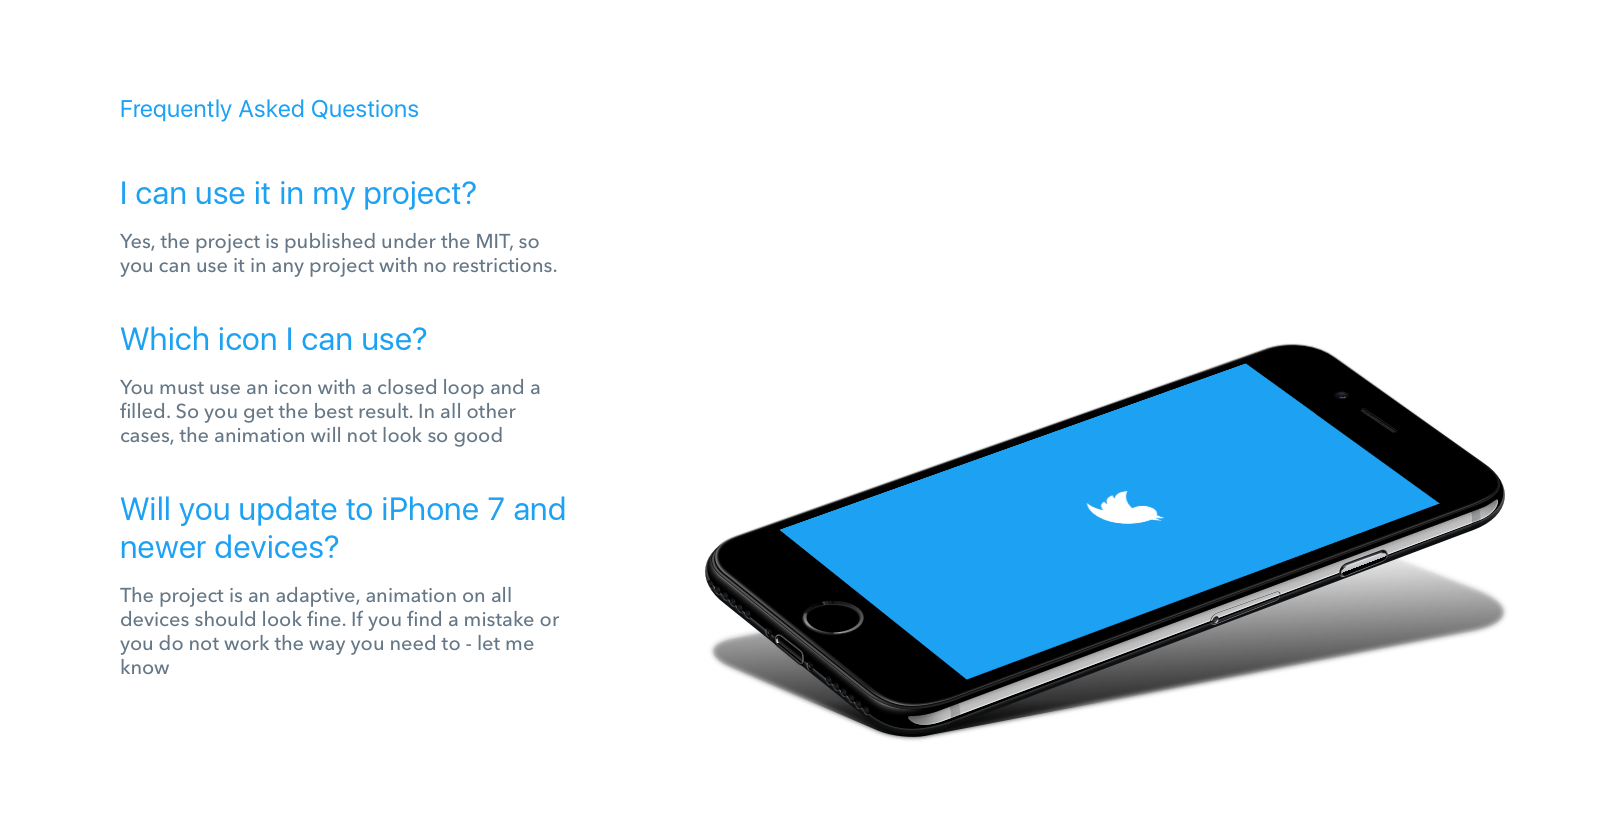 Frequently Asked Questions
I can use it in my project?
Yes, the project is published under the MIT, so
you can use it in any project with no restrictions.
Which icon I can use?
You must use an icon with a closed loop and a
filled. So you get the best result. In all other
cases, the animation will not look so good
Will you update to iPhone 7 and
newer devices?
The project is an adaptive, animation on all
devices should look fine. If you find a mistake or
you do not work the way you need to - let me
know